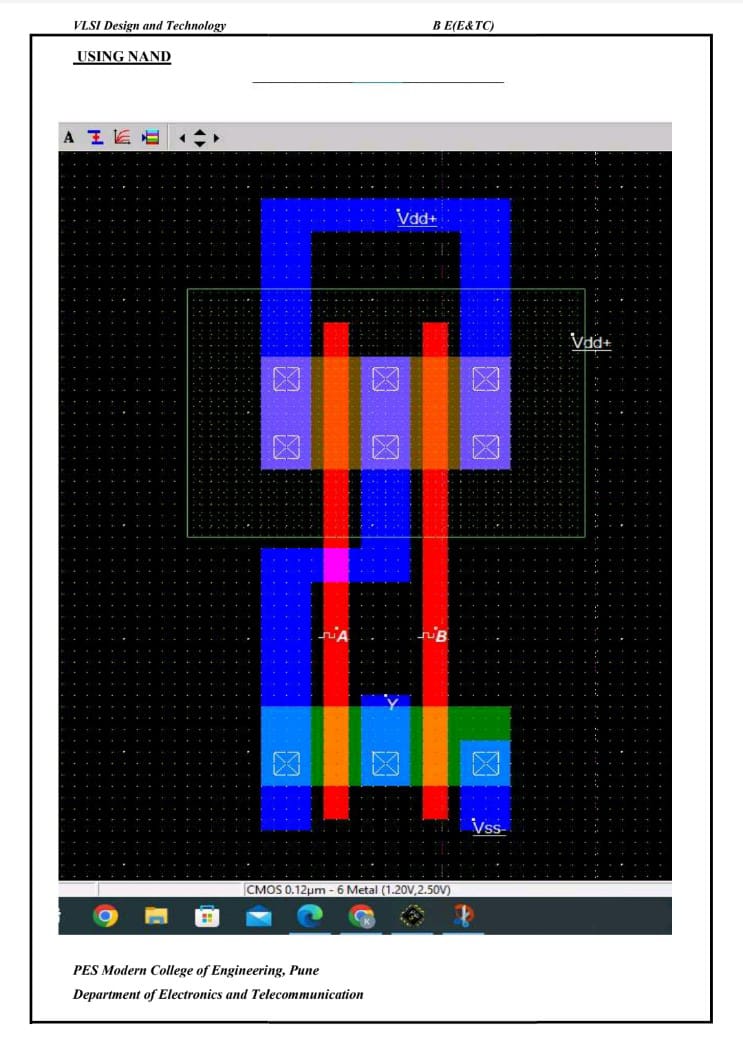 VLSI Design and Technology B E(E&TC)
USING NAND
A
Vdd+
Vdd+
A B
Y
Vss-
CMOS 0.12µm - 6 Metal (1.20V,2.50V)
K
PES Modern College of Engineering, Pune
Department of Electronics and Telecommunication